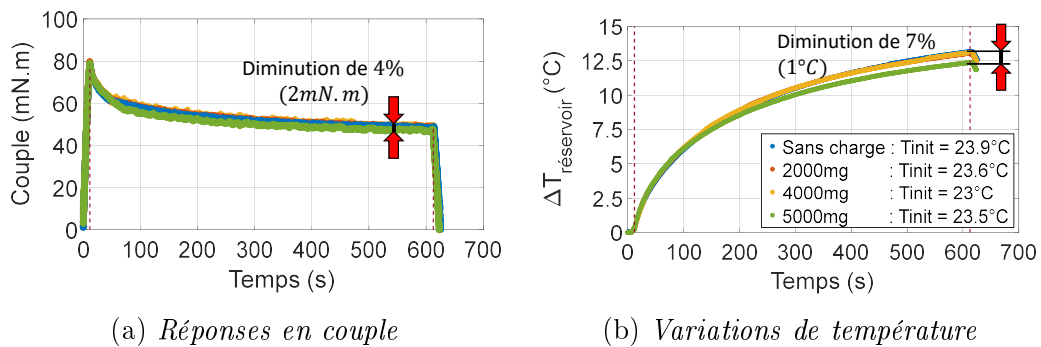 100
80
60
40
20
0
Couple (mN.m)
Diminution de 4%
(2mN.m)
0 100 200 300 400 500 600 700
Temps (s)
(a) Réponses en couple
15
12.5
10
7.5
5
2.5
0
ΔTréservoir (°C)
Diminution de 7%
(1°C)
Sans charge : Tinit = 23.9°C
2000mg : Tinit = 23.6°C
4000mg : Tinit = 23°C
5000mg : Tinit = 23.5°C
0 100 200 300 400 500 600 700
Temps (s)
(b) Variations de température